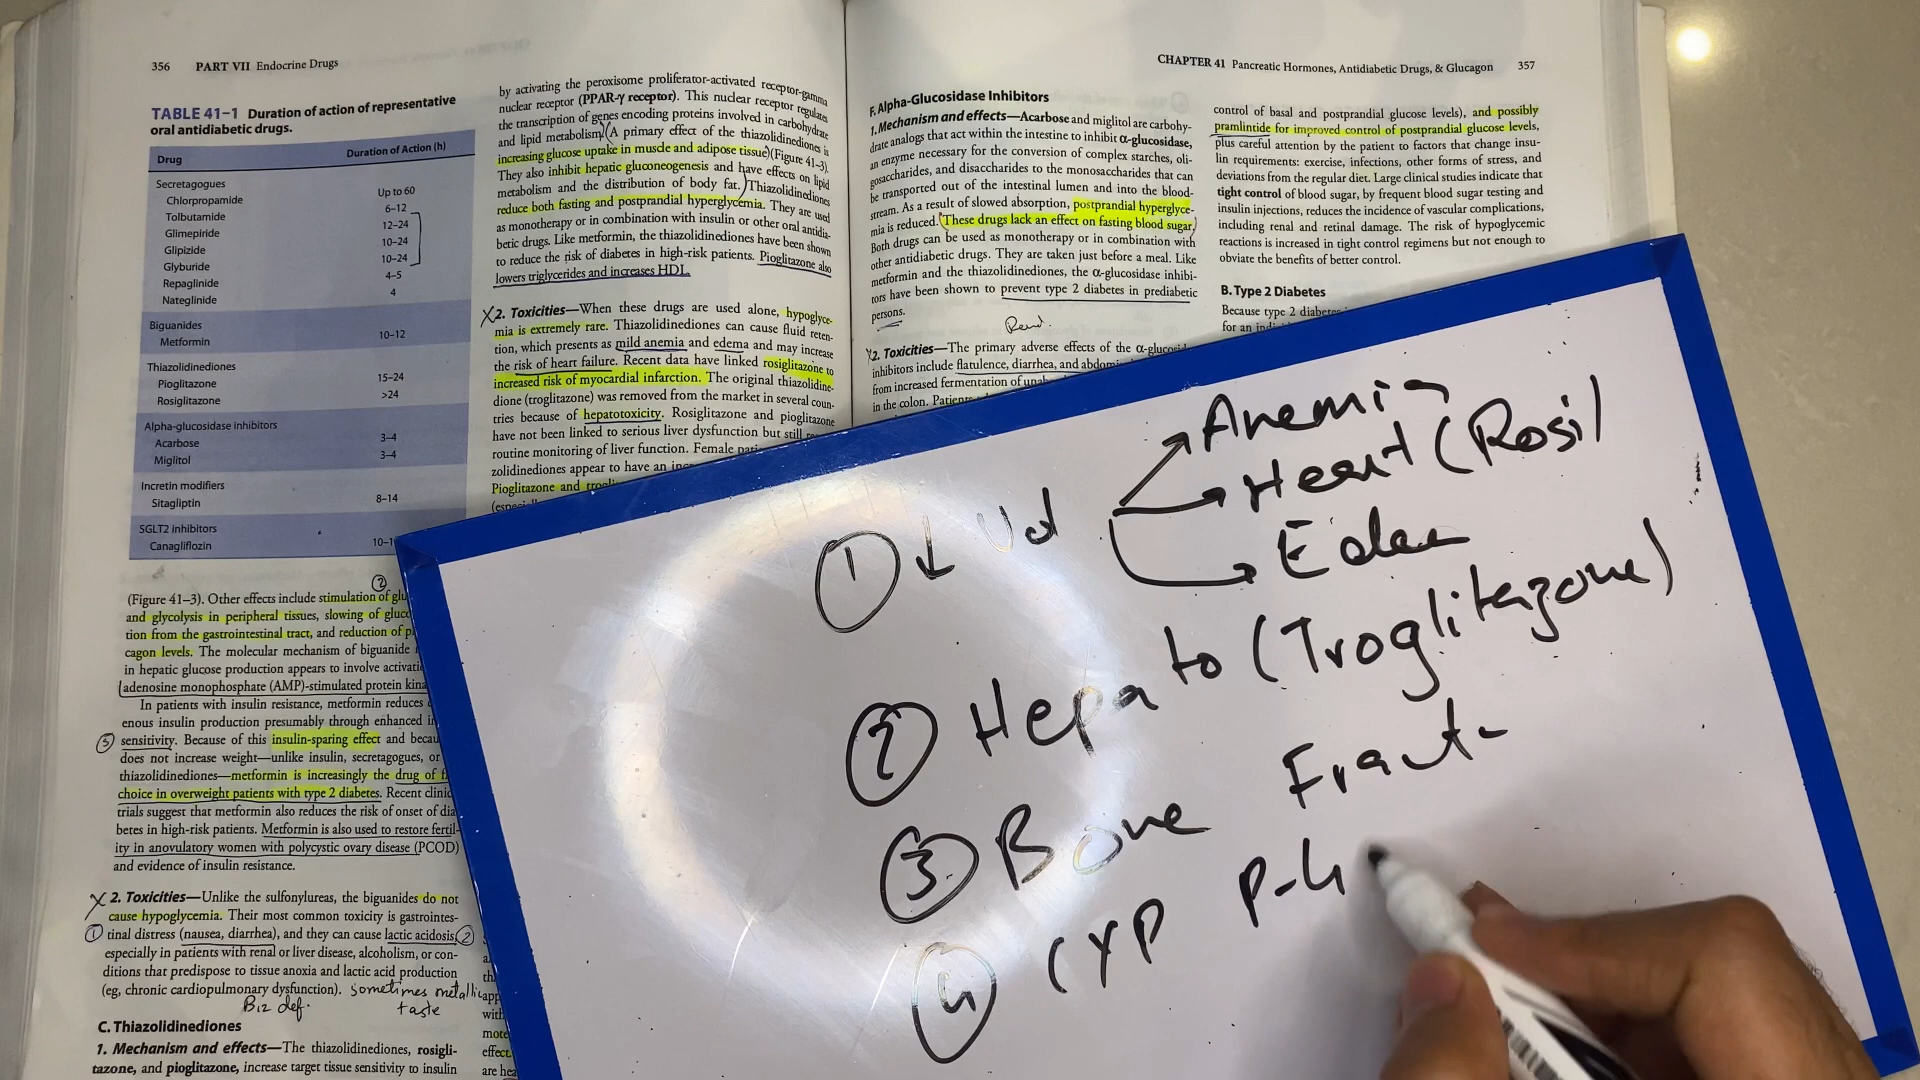 356 PART VII Endocrine Drugs
TABLE 41–1 Duration of action of representative
oral antidiabetic drugs.
Drug Duration of Action (h)
Secretagogues
Chlorpropamide Up to 60
Tolbutamide 6–12
Glimepiride 12–24
Glipizide 10–24
Glyburide 10–24
Repaglinide 4–5
Nateglinide 4
Biguanides
Metformin 10–12
Thiazolidinediones
Pioglitazone 15–24
Rosiglitazone >24
Alpha-glucosidase inhibitors
Acarbose 3–4
Miglitol 3–4
Incretin modifiers
Sitagliptin 8–14
SGLT2 inhibitors
Canagliflozin
2
(Figure 41–3). Other effects include stimulation of
and glycolysis in peripheral tissues, slowing of
tion from the gastrointestinal tract, and reduction of
cagon levels. The molecular mechanism of biguanide
in hepatic glucose production appears to involve
(adenosine monophosphate (AMP)-stimulated protein
In patients with insulin resistance, metformin reduces
enous insulin production presumably through enhanced
3 sensitivity. Because of this insulin-sparing effect and
does not increase weight—unlike insulin, secretagogues, or
thiazolidinediones—metformin is increasingly the drug of
choice in overweight patients with type 2 diabetes. Recent
trials suggest that metformin also reduces the risk of onset of dia
betes in high-risk patients. Metformin is also used to restore fertil-
ity in anovulatory women with polycystic ovary disease (PCOD)
and evidence of insulin resistance.
X 2. Toxicities—Unlike the sulfonylureas, the biguanides do not
cause hypoglycemia. Their most common toxicity is gastrointes-
1 tinal distress (nausea, diarrhea), and they can cause lactic acidosis, 2
especially in patients with renal or liver disease, alcoholism, or con-
ditions that predispose to tissue anoxia and lactic acid production
(eg, chronic cardiopulmonary dysfunction). sometimes metallic
B12 def. taste
C. Thiazolidinediones
1. Mechanism and effects—The thiazolidinediones, rosigli-
tazone, and pioglitazone, increase target tissue sensitivity to insulin
by activating the peroxisome proliferator-activated receptor-gamma
nuclear receptor (PPAR-γ receptor). This nuclear receptor regulates
the transcription of genes encoding proteins involved in carbohydrate
and lipid metabolism. (A primary effect of the thiazolidinediones is
increasing glucose uptake in muscle and adipose tissue) (Figure 41–3).
They also inhibit hepatic gluconeogenesis and have effects on lipid
metabolism and the distribution of body fat.) Thiazolidinediones
reduce both fasting and postprandial hyperglycemia. They are used
as monotherapy or in combination with insulin or other oral antidia-
betic drugs. Like metformin, the thiazolidinediones have been shown
to reduce the risk of diabetes in high-risk patients. Pioglitazone also
lowers triglycerides and increases HDL.
X 2. Toxicities—When these drugs are used alone, hypoglyce-
mia is extremely rare. Thiazolidinediones can cause fluid reten-
tion, which presents as mild anemia and edema and may increase
the risk of heart failure. Recent data have linked rosiglitazone to
increased risk of myocardial infarction. The original thiazolidine-
dione (troglitazone) was removed from the market in several coun-
tries because of hepatotoxicity. Rosiglitazone and pioglitazone
have not been linked to serious liver dysfunction but still
routine monitoring of liver function. Female
zolidinediones appear to have an
Pioglitazone and
CHAPTER 41 Pancreatic Hormones, Antidiabetic Drugs, & Glucagon 357
F. Alpha-Glucosidase Inhibitors
1. Mechanism and effects—Acarbose and miglitol are carbohy-
drate analogs that act within the intestine to inhibit α-glucosidase,
an enzyme necessary for the conversion of complex starches, oli-
gosaccharides, and disaccharides to the monosaccharides that can
be transported out of the intestinal lumen and into the blood-
stream. As a result of slowed absorption, postprandial hyperglyce-
mia is reduced. (These drugs lack an effect on fasting blood sugar.)
Both drugs can be used as monotherapy or in combination with
other antidiabetic drugs. They are taken just before a meal. Like
metformin and the thiazolidinediones, the α-glucosidase inhibi-
tors have been shown to prevent type 2 diabetes in prediabetic
persons.
2. Toxicities—The primary adverse effects of the
inhibitors include flatulence, diarrhea, and
from increased fermentation of
in the colon.
control of basal and postprandial glucose levels), and possibly
pramlintide for improved control of postprandial glucose levels,
plus careful attention by the patient to factors that change insu-
lin requirements: exercise, infections, other forms of stress, and
deviations from the regular diet. Large clinical studies indicate that
tight control of blood sugar, by frequent blood sugar testing and
insulin injections, reduces the incidence of vascular complications,
including renal and retinal damage. The risk of hypoglycemic
reactions is increased in tight control regimens but not enough to
obviate the benefits of better control.
B. Type 2 Diabetes
Because type 2
for an
1 ↓ Vd → Anemia
→ Heart (Rosi)
→ Edem
2 Hepato (Troglitazone)
3 Bone Fract
4 CYP P-4